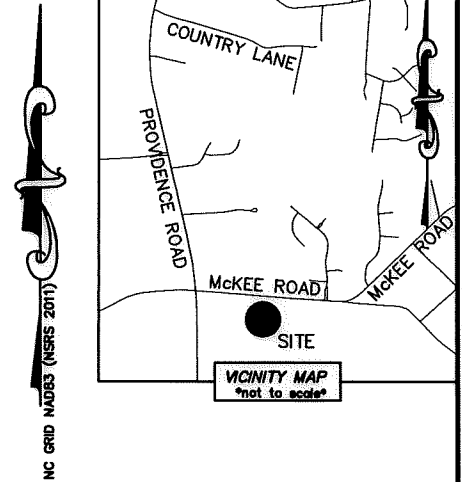 COUNTRY LANE
PROVIDENCE ROAD
McKEE ROAD
McKEE ROAD
SITE
VICINITY MAP
*not to scale*
NC GRID NAD83 (NSRS 2011)